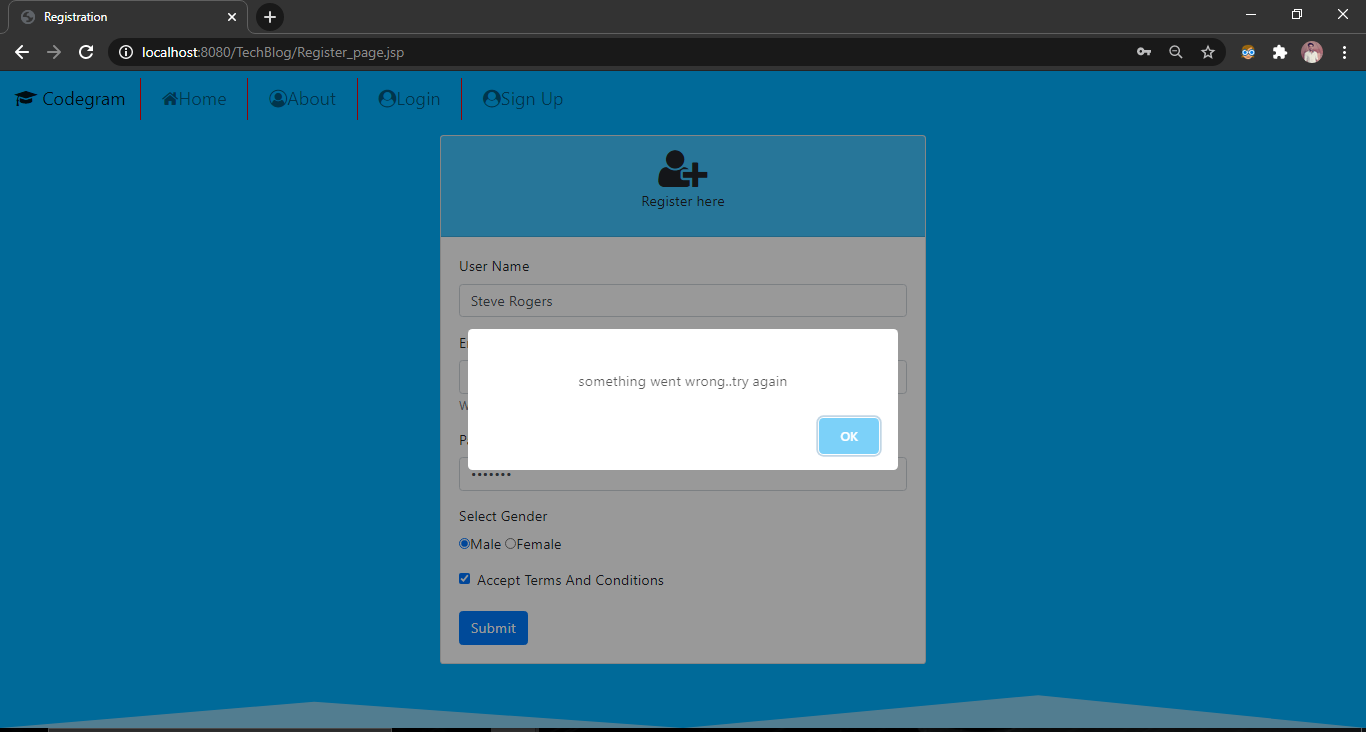 Registration
localhost:8080/TechBlog/Register_page.jsp
Codegram Home About Login Sign Up
Register here
User Name
Steve Rogers
something went wrong..try again
OK
Select Gender
Male Female
Accept Terms And Conditions
Submit